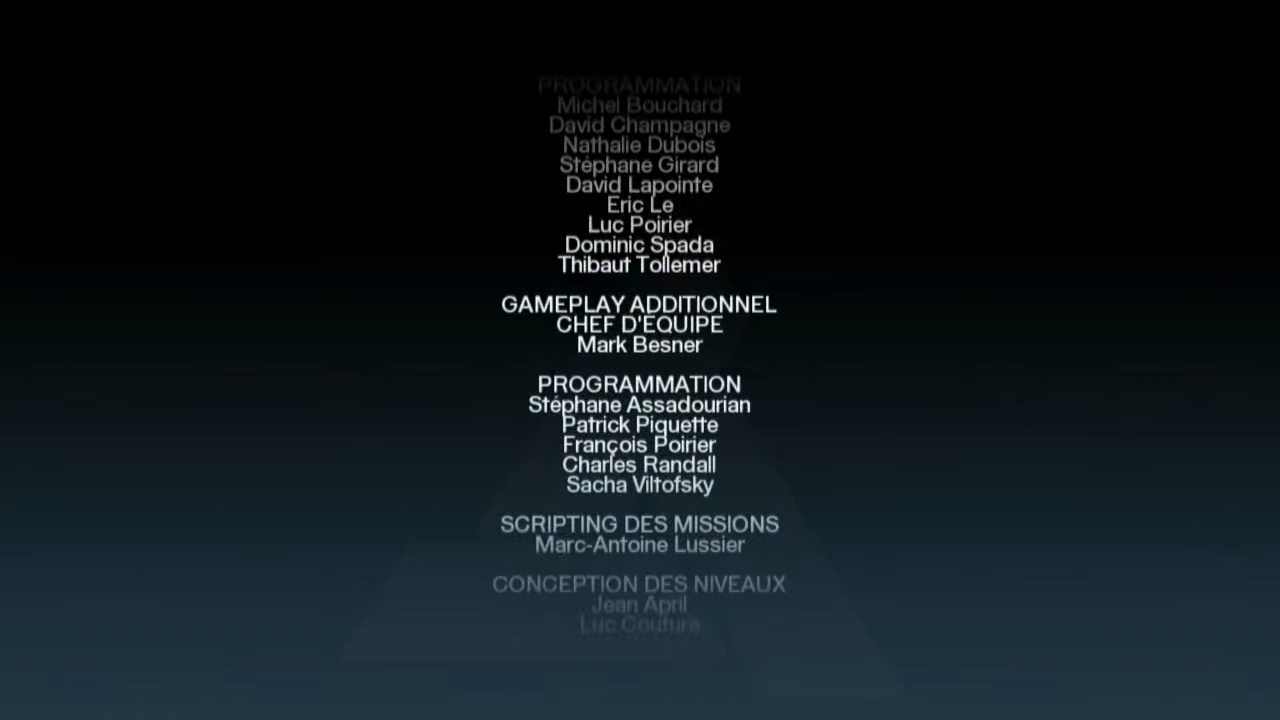 PROGRAMMATION
Michel Bouchard
David Champagne
Nathalie Dubois
Stéphane Girard
David Lapointe
Eric Le
Luc Poirier
Dominic Spada
Thibaut Tollemer
GAMEPLAY ADDITIONNEL
CHEF D'ÉQUIPE
Mark Besner
PROGRAMMATION
Stéphane Assadourian
Patrick Piquette
François Poirier
Charles Randall
Sacha Viltofsky
SCRIPTING DES MISSIONS
Marc-Antoine Lussier
CONCEPTION DES NIVEAUX
Jean April
Luc Couture